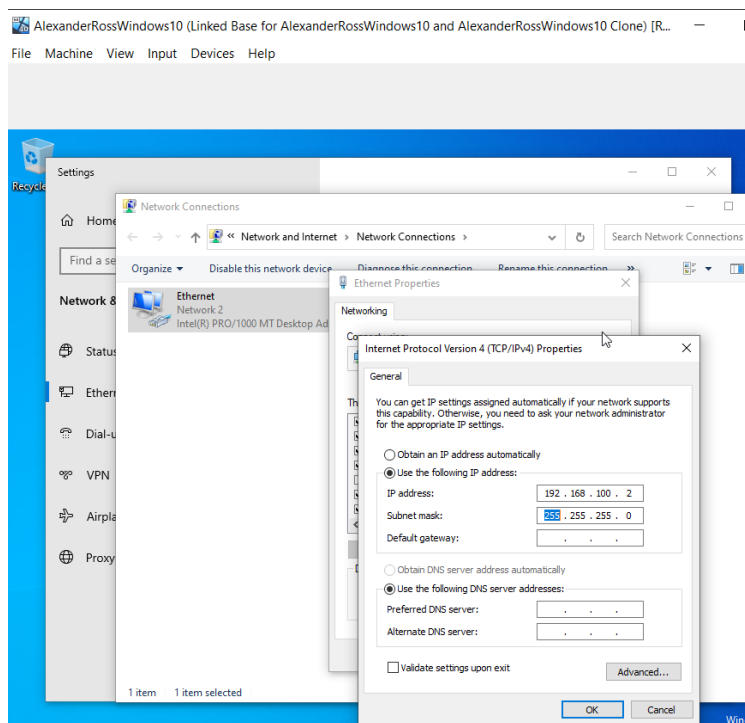 AlexanderRossWindows10 (Linked Base for AlexanderRossWindows10 and AlexanderRossWindows10 Clone) [R...
File Machine View Input Devices Help
Settings
Network Connections
Home
Network and Internet > Network Connections >
Search Network Connections
Find a se
Organize Disable this network device Diagnose this connection Rename this connection »
Ethernet Properties
Network &
Ethernet
Network 2
Intel(R) PRO/1000 MT Desktop Ad
Networking
Status
Internet Protocol Version 4 (TCP/IPv4) Properties
General
You can get IP settings assigned automatically if your network supports
this capability. Otherwise, you need to ask your network administrator
for the appropriate IP settings.
Th
Ether
Dial-u
Obtain an IP address automatically
Use the following IP address:
VPN
IP address: 192 . 168 . 100 . 2
Airpla
Subnet mask: 255 . 255 . 255 . 0
Default gateway: . . .
Proxy
Obtain DNS server address automatically
Use the following DNS server addresses:
Preferred DNS server: . . .
Alternate DNS server: . . .
Validate settings upon exit
Advanced...
1 item 1 item selected
OK Cancel